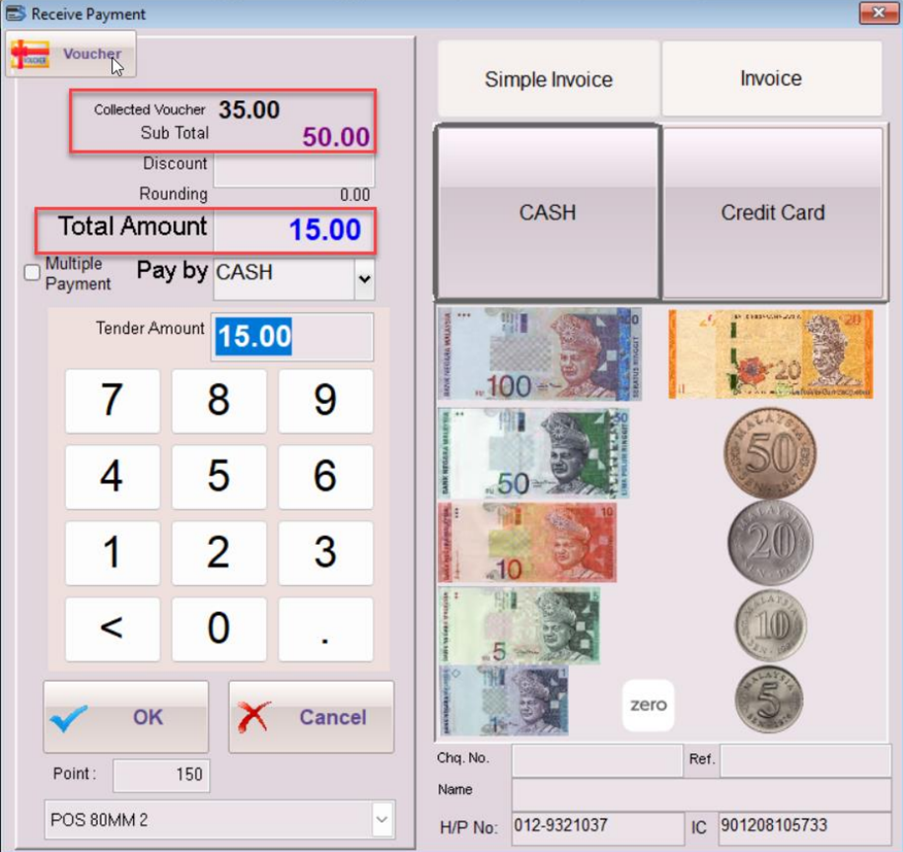 Receive Payment
Voucher
Collected Voucher 35.00
Sub Total 50.00
Discount
Rounding 0.00
Total Amount 15.00
Multiple Payment
Pay by CASH
Tender Amount 15.00
7 8 9
4 5 6
1 2 3
< 0 .
OK Cancel
Point : 150
POS 80MM 2
Simple Invoice Invoice
CASH Credit Card
100 20
50 50
10 20
5 10
1 zero 5
Chq. No. Ref.
Name
H/P No: 012-9321037 IC 901208105733